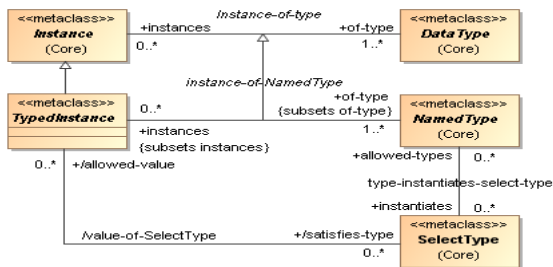 <<metaclass>>
Instance
(Core)
+instances
0..*
Instance-of-type
+of-type
1..*
<<metaclass>>
DataType
(Core)
instance-of-NamedType
<<metaclass>>
TypedInstance
0..*
+instances
{subsets instances}
+of-type
{subsets of-type}
1..*
<<metaclass>>
NamedType
(Core)
0..*
+/allowed-value
+allowed-types
0..*
type-instantiates-select-type
+instantiates
0..*
/value-of-SelectType
+/satisfies-type
0..*
<<metaclass>>
SelectType
(Core)